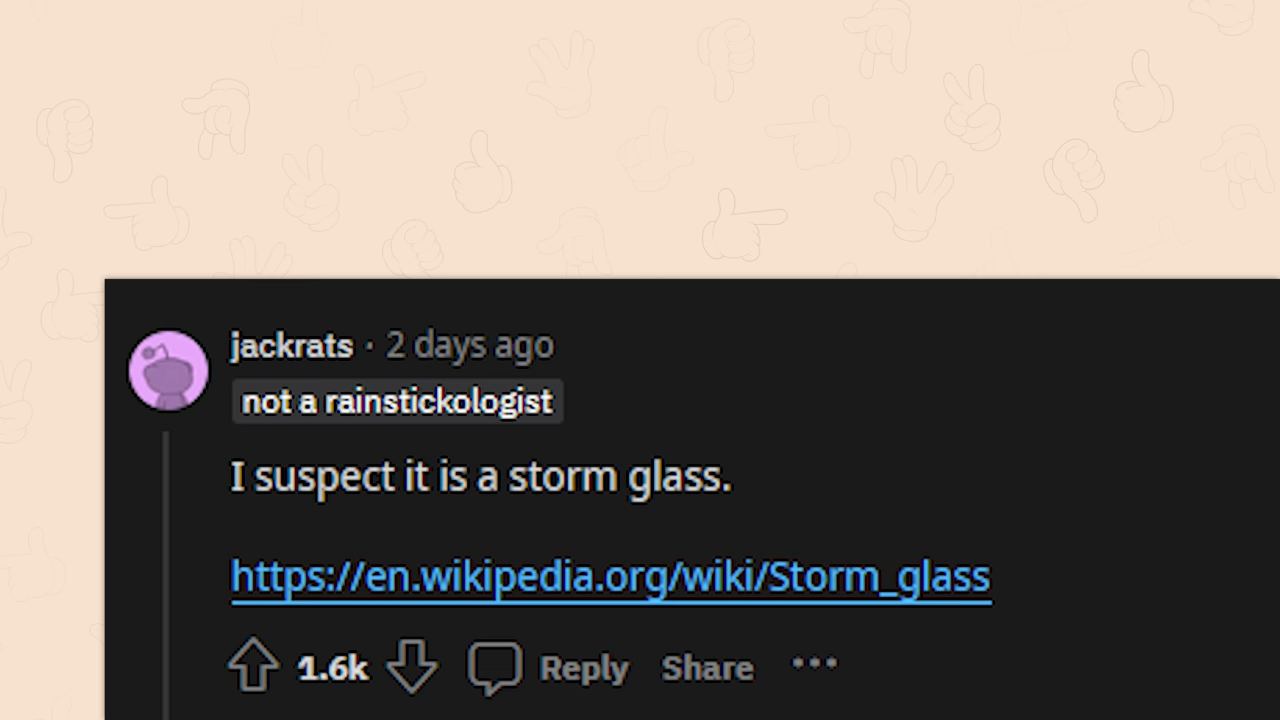 jackrats · 2 days ago
not a rainstickologist
I suspect it is a storm glass.
https://en.wikipedia.org/wiki/Storm_glass
1.6k Reply Share ...